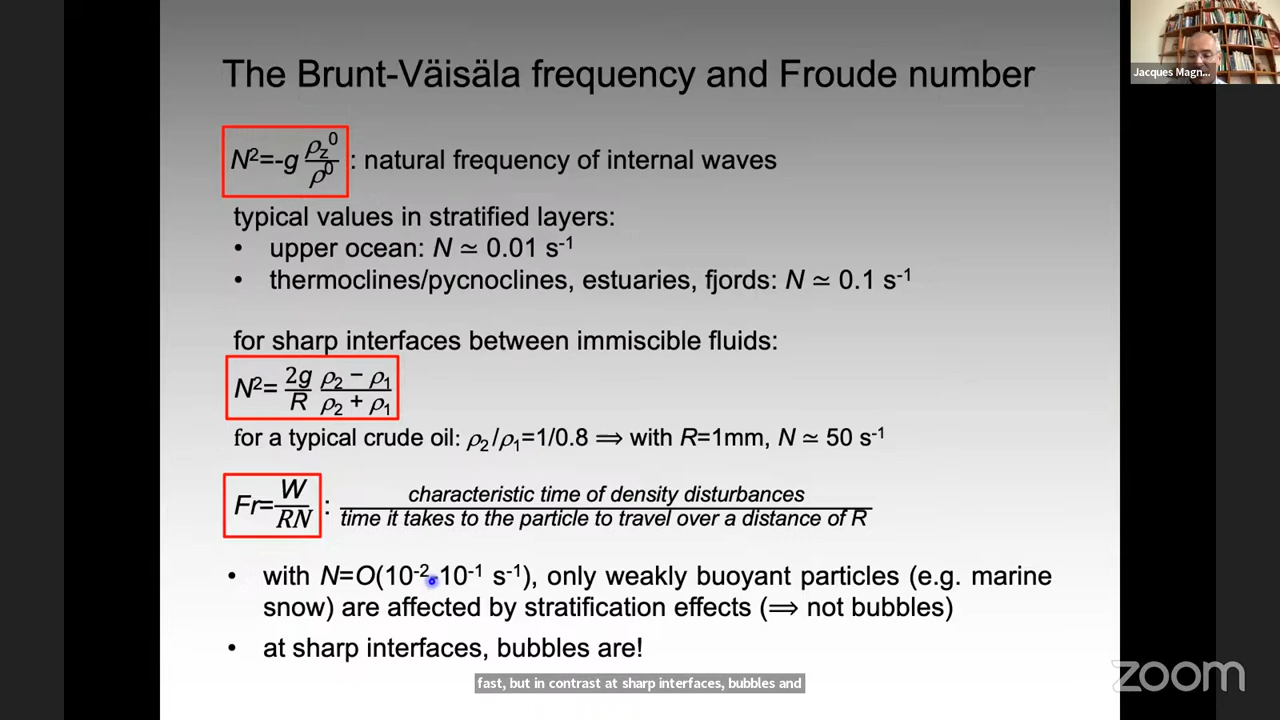 The Brunt-Väisäla frequency and Froude number
Jacques Magn...
N²=-g ρz⁰/ρ⁰ : natural frequency of internal waves
typical values in stratified layers:
• upper ocean: N ≃ 0.01 s⁻¹
• thermoclines/pycnoclines, estuaries, fjords: N ≃ 0.1 s⁻¹
for sharp interfaces between immiscible fluids:
N²= 2g/R (ρ₂ − ρ₁)/(ρ₂ + ρ₁)
for a typical crude oil: ρ₂/ρ₁=1/0.8 ⟹ with R=1mm, N ≃ 50 s⁻¹
Fr=W/RN : characteristic time of density disturbances
time it takes to the particle to travel over a distance of R
• with N=O(10⁻²-10⁻¹ s⁻¹), only weakly buoyant particles (e.g. marine
snow) are affected by stratification effects (⟹ not bubbles)
• at sharp interfaces, bubbles are!
zoom
fast, but in contrast at sharp interfaces, bubbles and